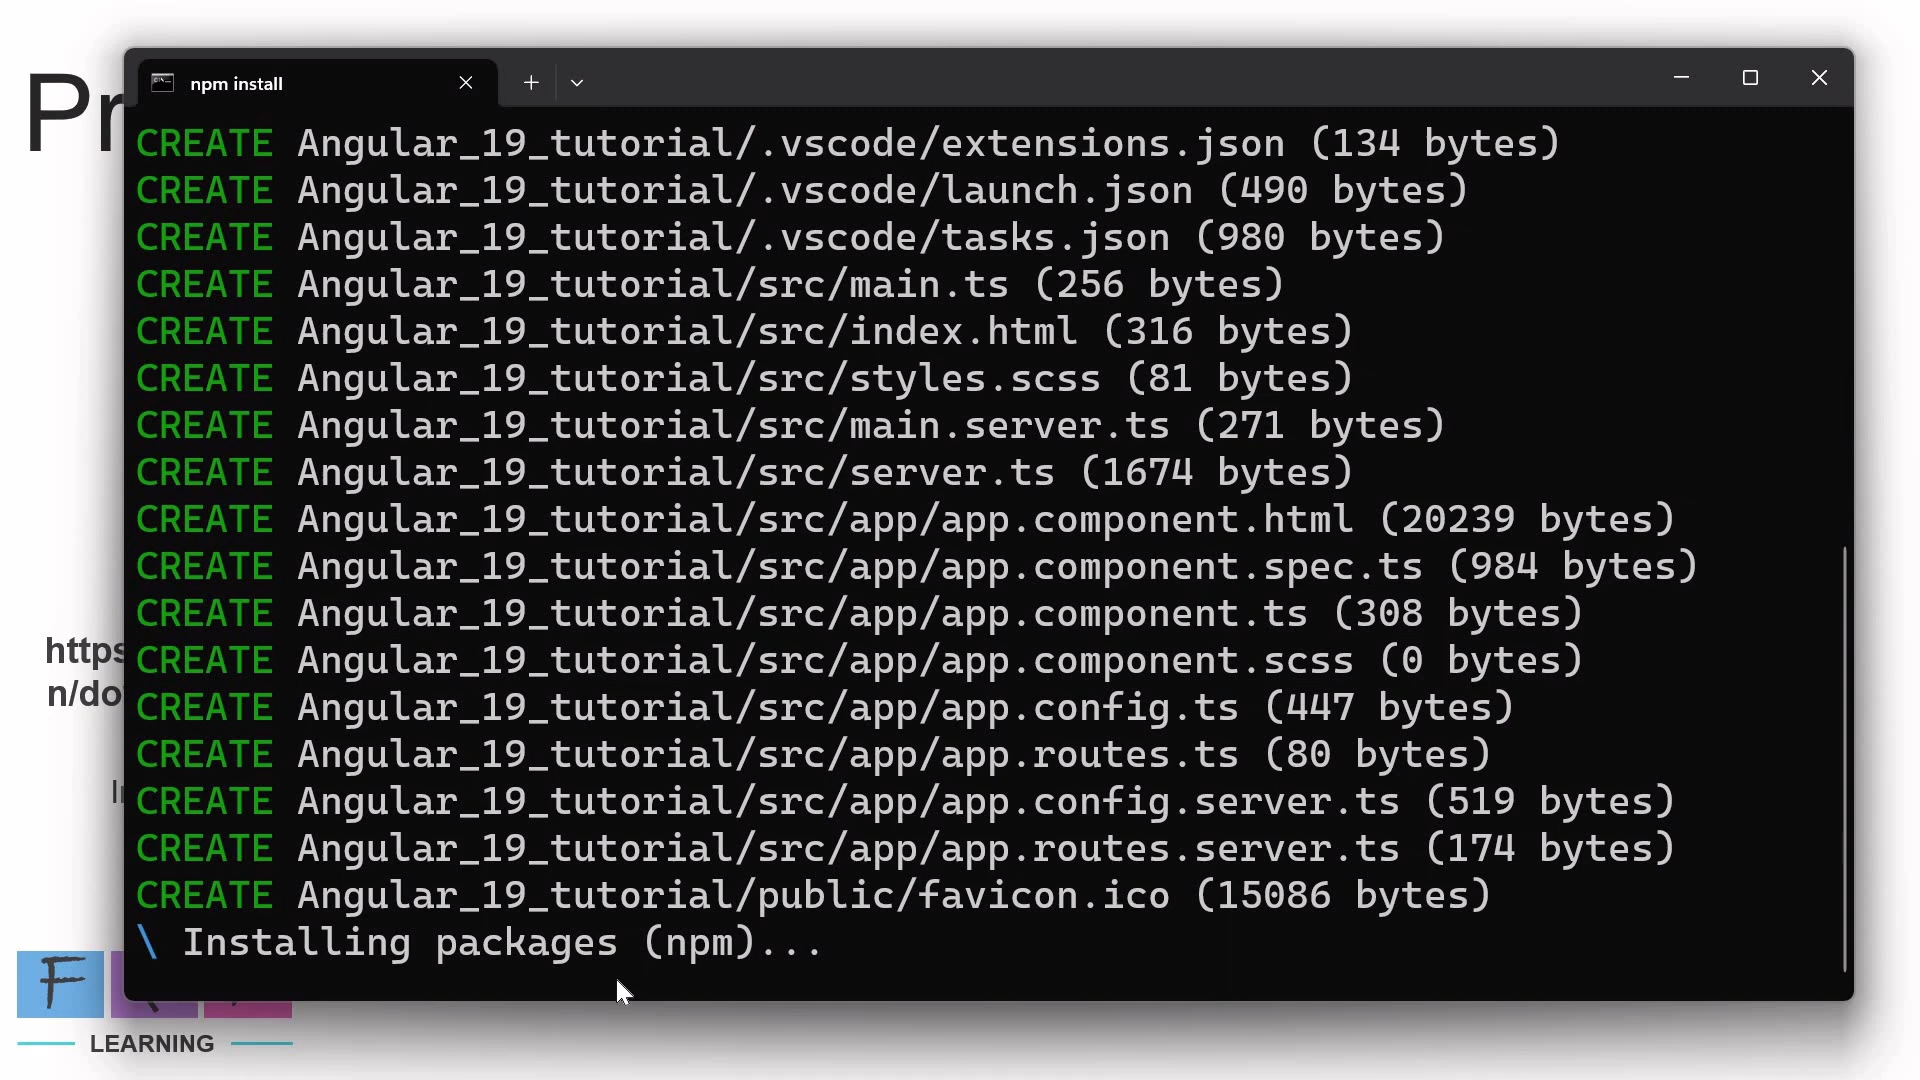 npm install
Pr
CREATE Angular_19_tutorial/.vscode/extensions.json (134 bytes)
CREATE Angular_19_tutorial/.vscode/launch.json (490 bytes)
CREATE Angular_19_tutorial/.vscode/tasks.json (980 bytes)
CREATE Angular_19_tutorial/src/main.ts (256 bytes)
CREATE Angular_19_tutorial/src/index.html (316 bytes)
CREATE Angular_19_tutorial/src/styles.scss (81 bytes)
CREATE Angular_19_tutorial/src/main.server.ts (271 bytes)
CREATE Angular_19_tutorial/src/server.ts (1674 bytes)
CREATE Angular_19_tutorial/src/app/app.component.html (20239 bytes)
CREATE Angular_19_tutorial/src/app/app.component.spec.ts (984 bytes)
CREATE Angular_19_tutorial/src/app/app.component.ts (308 bytes)
CREATE Angular_19_tutorial/src/app/app.component.scss (0 bytes)
CREATE Angular_19_tutorial/src/app/app.config.ts (447 bytes)
CREATE Angular_19_tutorial/src/app/app.routes.ts (80 bytes)
CREATE Angular_19_tutorial/src/app/app.config.server.ts (519 bytes)
CREATE Angular_19_tutorial/src/app/app.routes.server.ts (174 bytes)
CREATE Angular_19_tutorial/public/favicon.ico (15086 bytes)
\ Installing packages (npm)...
https
n/do
F
LEARNING